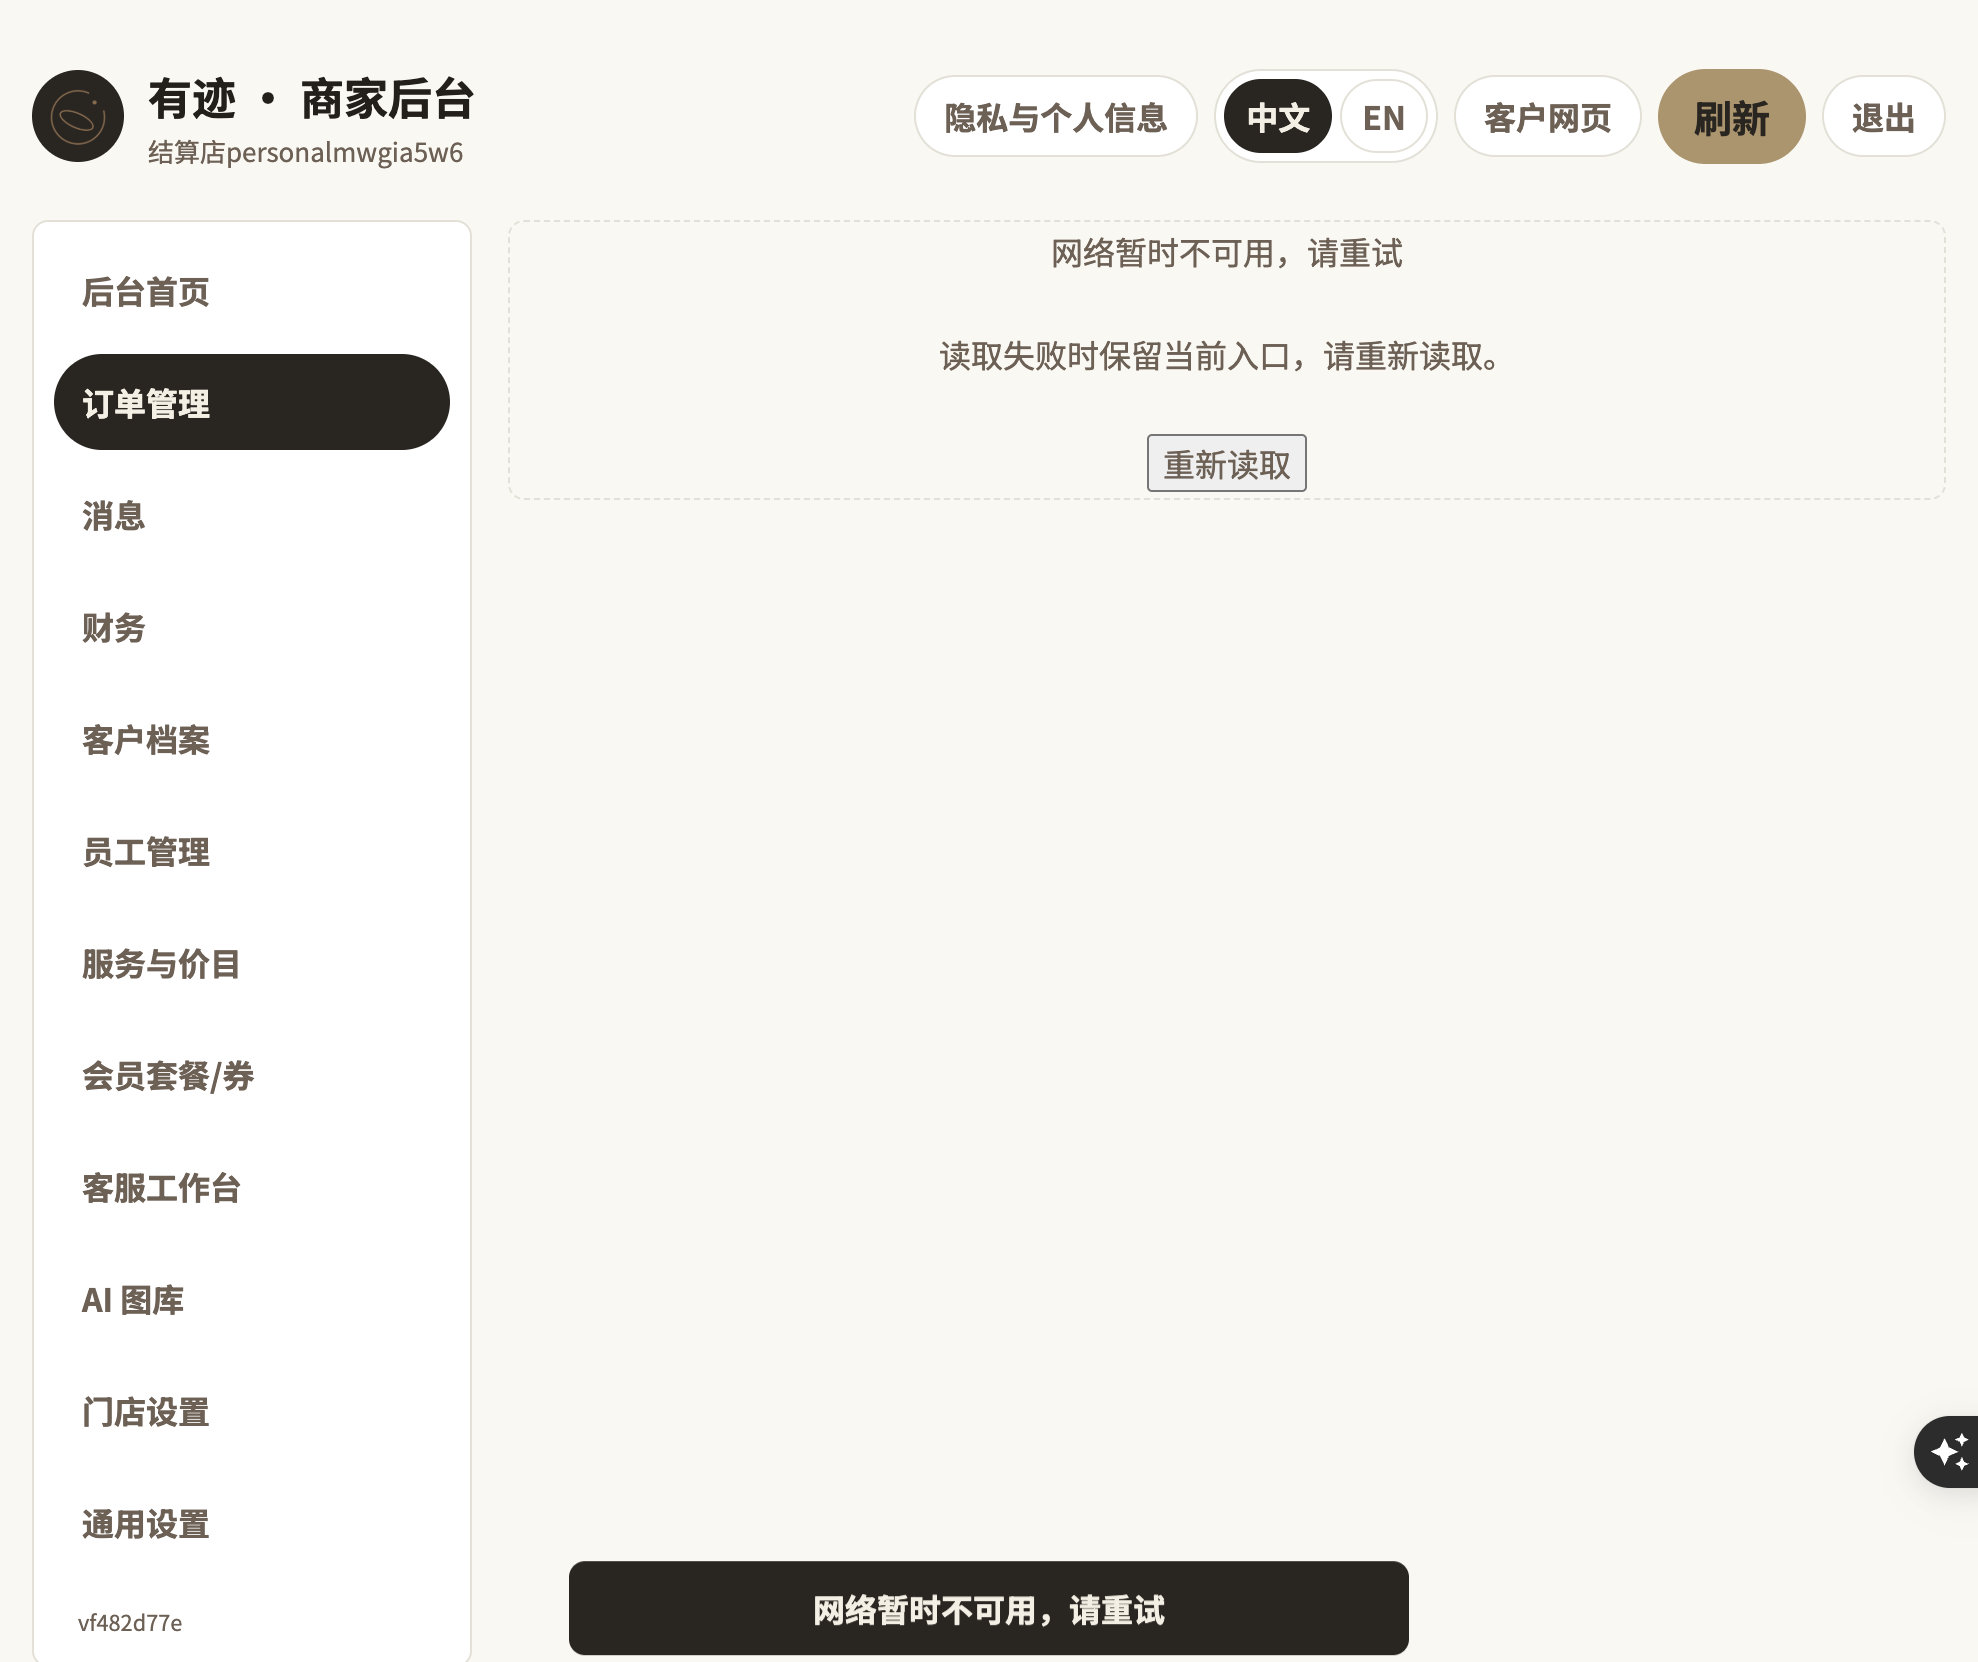 有迹 · 商家后台
结算店personalmwgia5w6
隐私与个人信息
中文
EN
客户网页
刷新
退出
后台首页
订单管理
消息
财务
客户档案
员工管理
服务与价目
会员套餐/券
客服工作台
AI 图库
门店设置
通用设置
vf482d77e
网络暂时不可用，请重试
读取失败时保留当前入口，请重新读取。
重新读取
网络暂时不可用，请重试